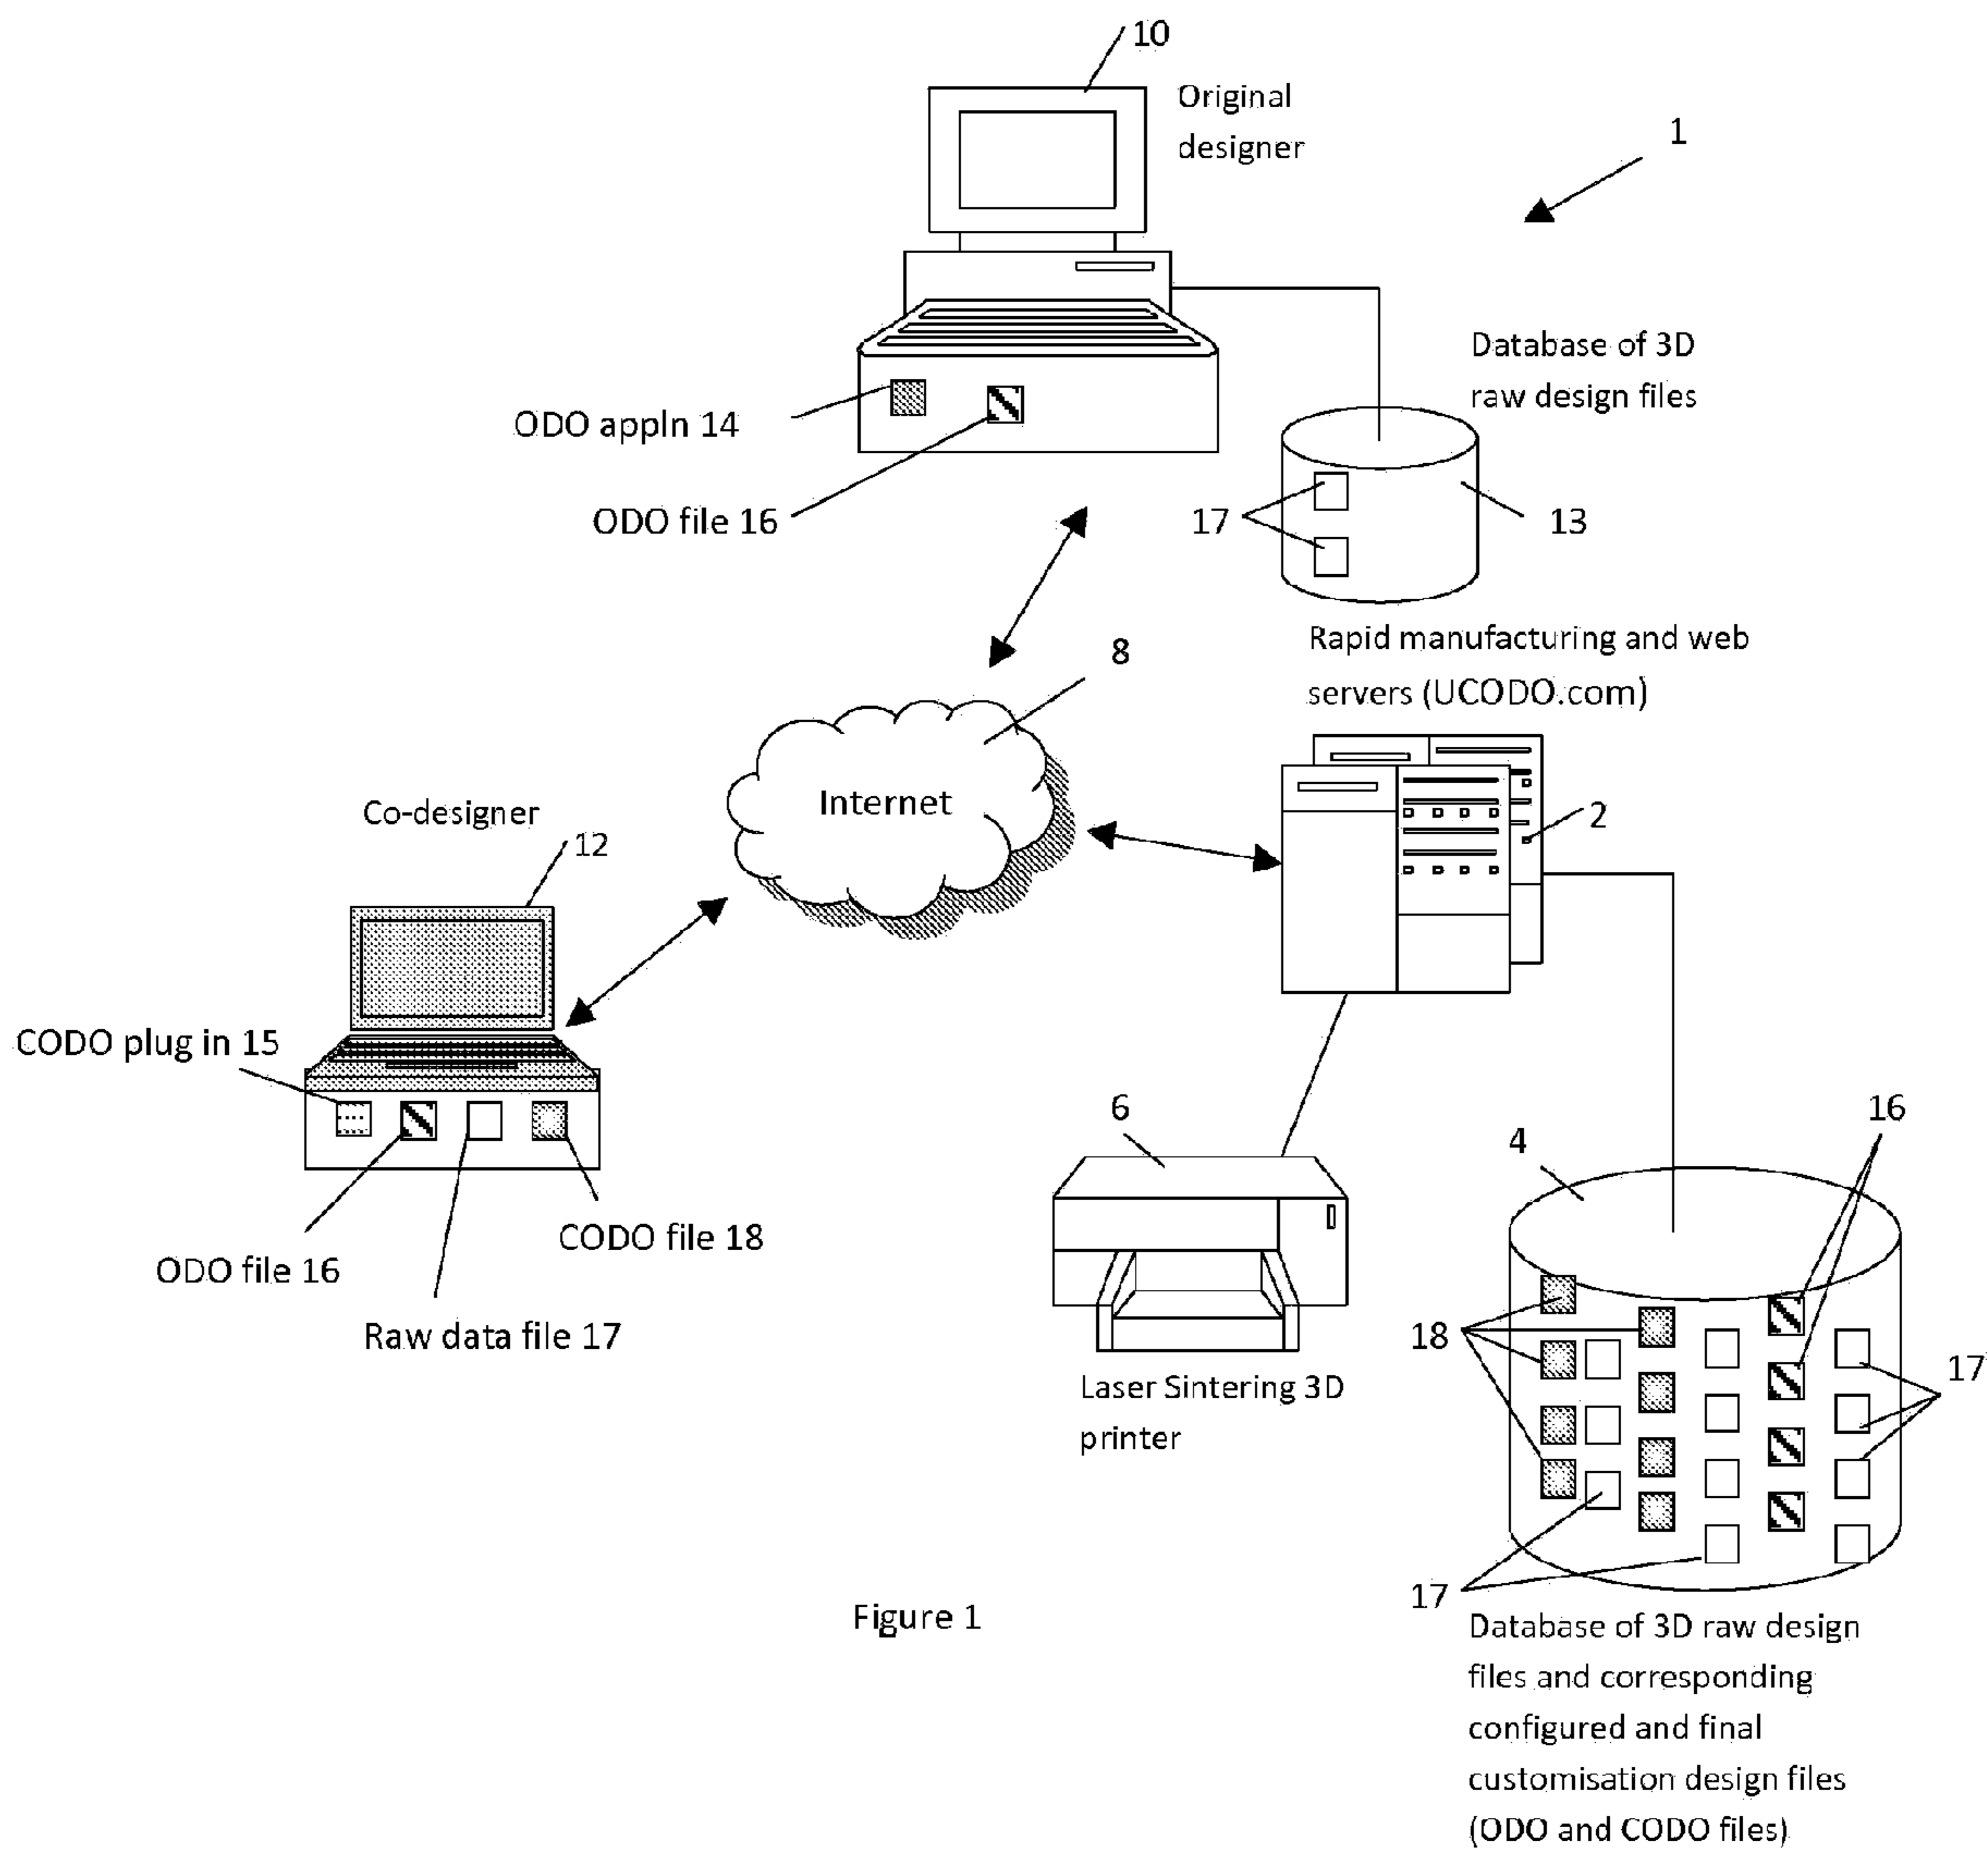 10
Original
designer
1
Database of 3D
raw design files
ODO appln 14
ODO file 16
17
13
Rapid manufacturing and web
servers (UCODO.com)
8
Internet
Co-designer
12
2
CODO plug in 15
6
16
4
CODO file 18
ODO file 16
Raw data file 17
18
17
Laser Sintering 3D
printer
17
Figure 1
Database of 3D raw design
files and corresponding
configured and final
customisation design files
(ODO and CODO files)